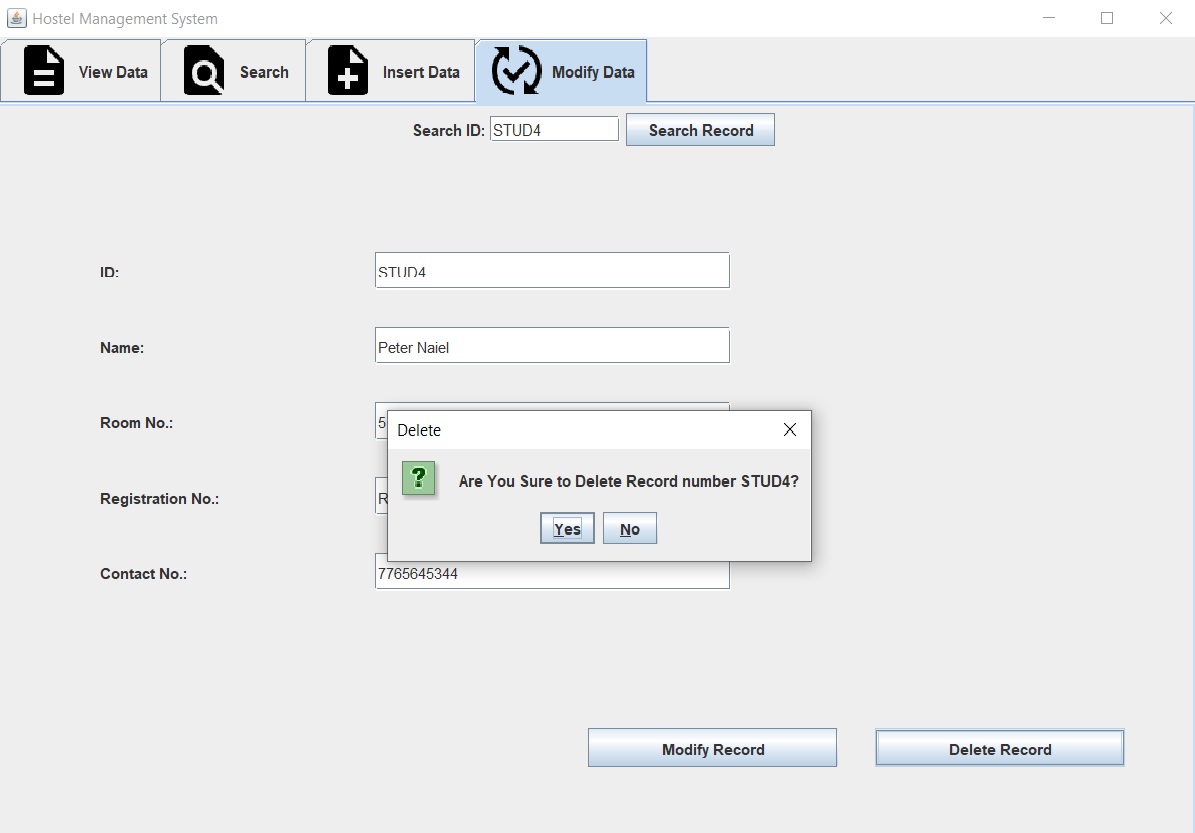 Hostel Management System
View Data Search Insert Data Modify Data
Search ID: STUD4 Search Record
ID: STUD4
Name: Peter Naiel
Room No.: 5
Delete
Are You Sure to Delete Record number STUD4?
Registration No.: R
Yes No
Contact No.: 7765645344
Modify Record Delete Record